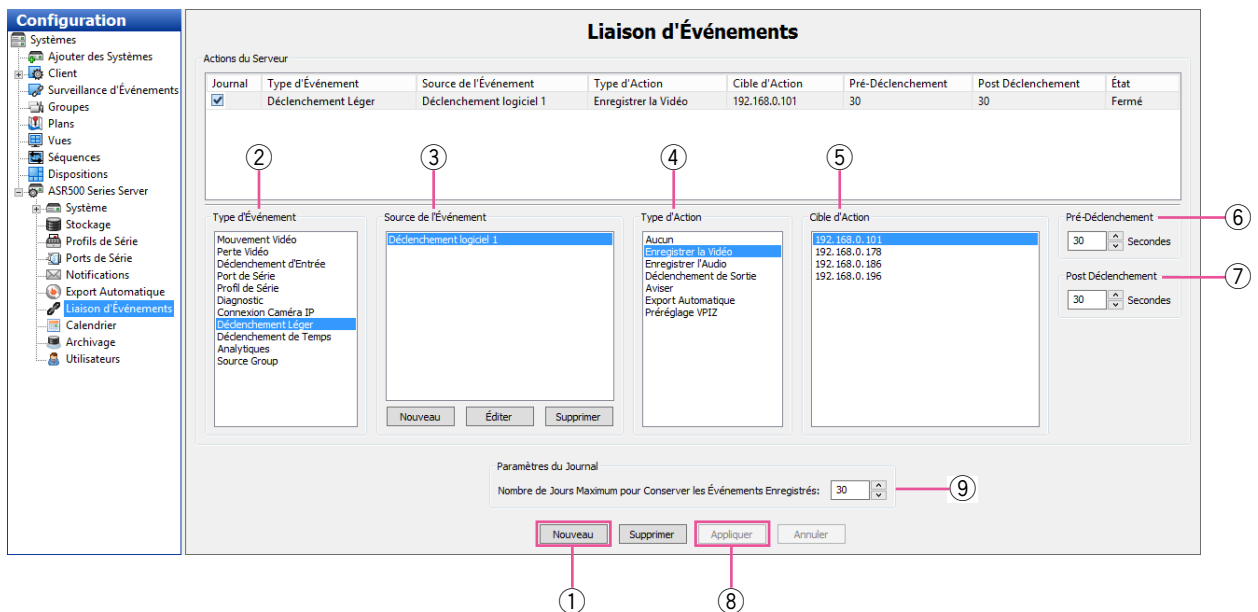 Configuration
Systèmes
Ajouter des Systèmes
Client
Surveillance d'Événements
Groupes
Plans
Vues
Séquences
Dispositions
ASR500 Series Server
Système
Stockage
Profils de Série
Ports de Série
Notifications
Export Automatique
Liaison d'Événements
Calendrier
Archivage
Utilisateurs
Liaison d'Événements
Actions du Serveur
Journal Type d'Événement Source de l'Événement Type d'Action Cible d'Action Pré-Déclenchement Post Déclenchement État
Déclenchement Léger Déclenchement logiciel 1 Enregistrer la Vidéo 192.168.0.101 30 30 Fermé
② ③ ④ ⑤
Type d'Événement
Mouvement Vidéo
Perte Vidéo
Déclenchement d'Entrée
Port de Série
Profil de Série
Diagnostic
Connexion Caméra IP
Déclenchement Léger
Déclenchement de Temps
Analytiques
Source Group
Source de l'Événement
Déclenchement logiciel 1
Nouveau Éditer Supprimer
Type d'Action
Aucun
Enregistrer la Vidéo
Enregistrer l'Audio
Déclenchement de Sortie
Aviser
Export Automatique
Préréglage VPIZ
Cible d'Action
192.168.0.101
192.168.0.178
192.168.0.186
192.168.0.196
Pré-Déclenchement ⑥
30 Secondes
Post Déclenchement ⑦
30 Secondes
Paramètres du Journal
Nombre de Jours Maximum pour Conserver les Événements Enregistrés: 30 ⑨
Nouveau Supprimer Appliquer Annuler
① ⑧